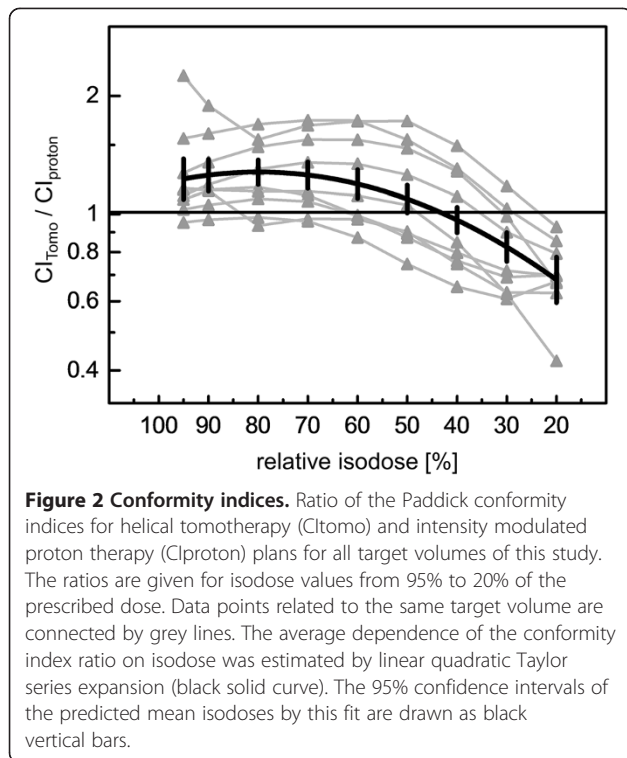 2
1
0.8
0.6
0.4
CI_Tomo / CI_proton
100 90 80 70 60 50 40 30 20
relative isodose [%]
Figure 2 Conformity indices. Ratio of the Paddick conformity
indices for helical tomotherapy (CItomo) and intensity modulated
proton therapy (CIproton) plans for all target volumes of this study.
The ratios are given for isodose values from 95% to 20% of the
prescribed dose. Data points related to the same target volume are
connected by grey lines. The average dependence of the conformity
index ratio on isodose was estimated by linear quadratic Taylor
series expansion (black solid curve). The 95% confidence intervals of
the predicted mean isodoses by this fit are drawn as black
vertical bars.